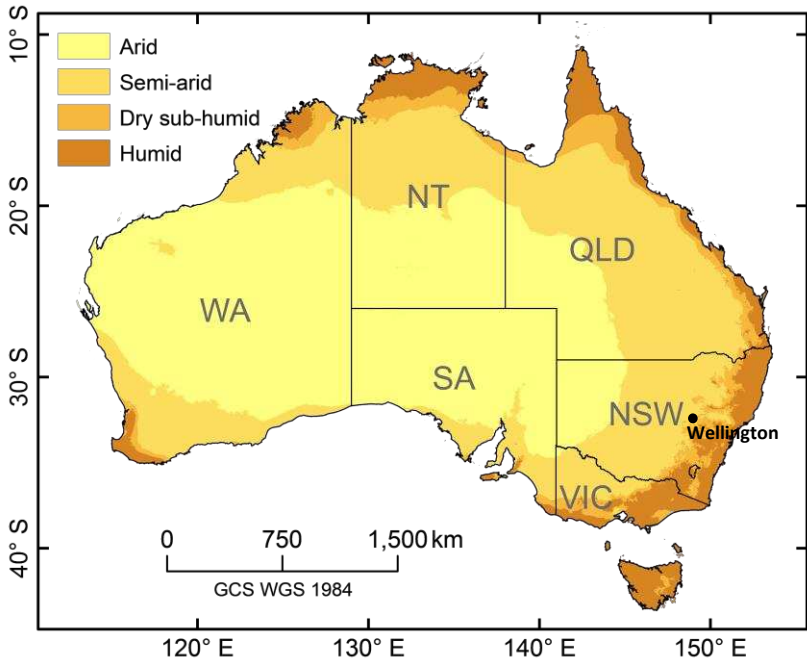 10° S
Arid
Semi-arid
Dry sub-humid
Humid
NT
20° S
QLD
WA
30° S
SA
NSW
Wellington
VIC
0 750 1,500 km
40° S
GCS WGS 1984
120° E 130° E 140° E 150° E